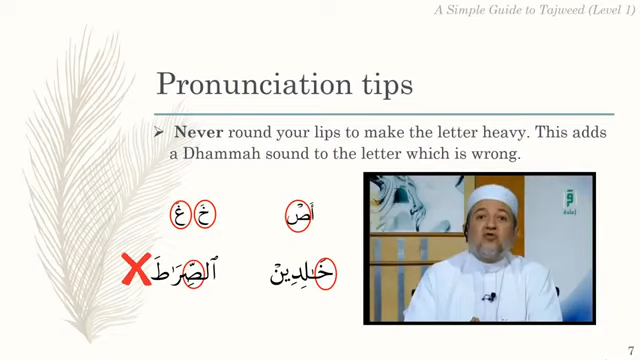 A Simple Guide to Tajweed (Level 1)
Pronunciation tips
➤ Never round your lips to make the letter heavy. This adds
a Dhammah sound to the letter which is wrong.
أَصْ خَ غَ
خَـٰلِدِينَْ ٱلصِّرَٰطَ
7